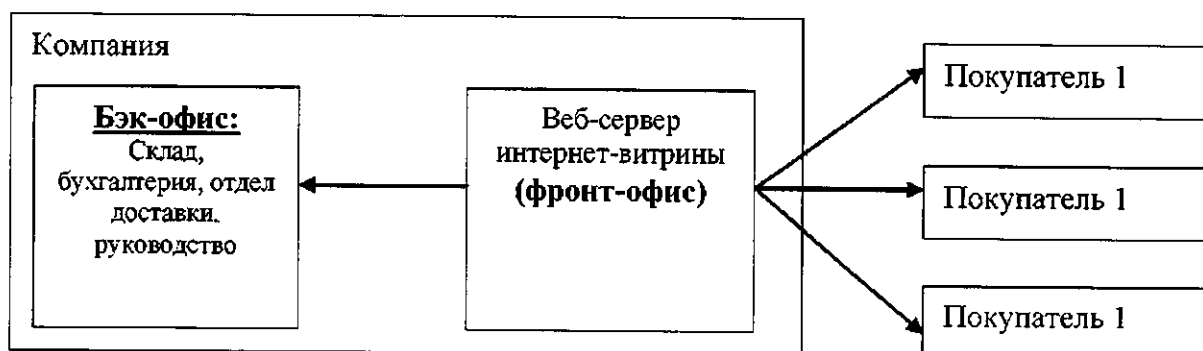 Компания
Бэк-офис:
Склад,
бухгалтерия, отдел
доставки.
руководство
Веб-сервер
интернет-витрины
(фронт-офис)
Покупатель 1
Покупатель 1
Покупатель 1